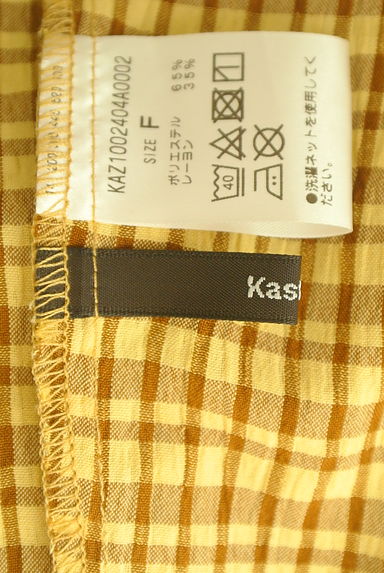 KAZ1002404A0002
SIZE F
ポリエステル 65%
レーヨン 35%
40
●洗濯ネットを使用してく
ださい。
Kas